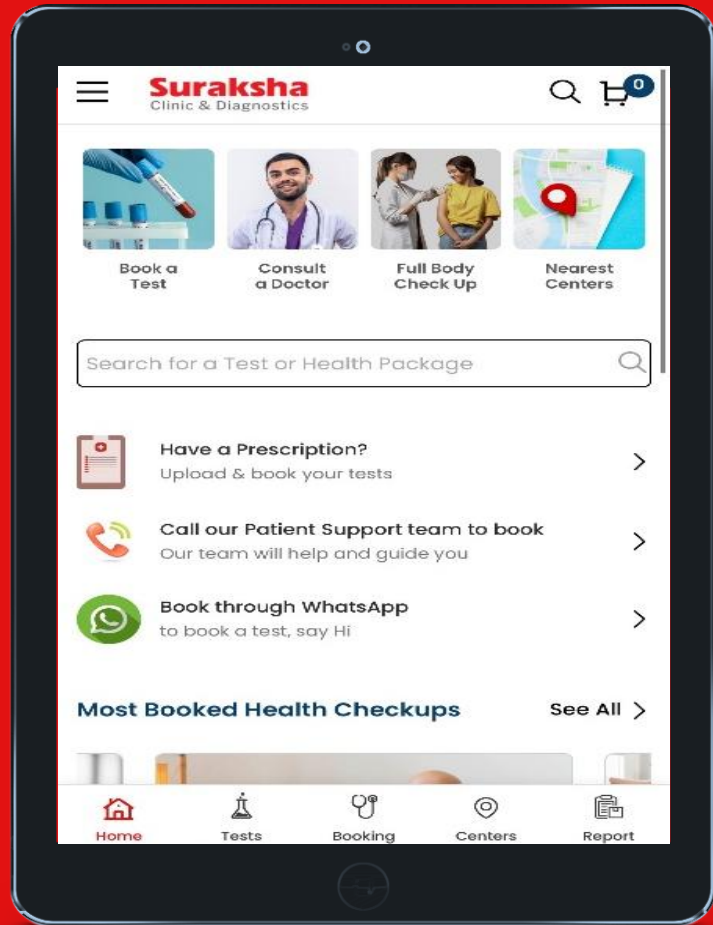 Suraksha
Clinic & Diagnostics
0
Book a
Test
Consult
a Doctor
Full Body
Check Up
Nearest
Centers
Search for a Test or Health Package
Have a Prescription?
Upload & book your tests
Call our Patient Support team to book
Our team will help and guide you
Book through WhatsApp
to book a test, say Hi
Most Booked Health Checkups
See All
Home
Tests
Booking
Centers
Report